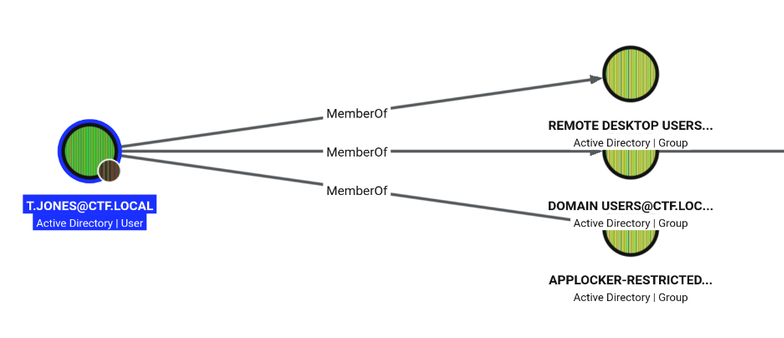 MemberOf
REMOTE DESKTOP USERS...
Active Directory | Group
MemberOf
T.JONES@CTF.LOCAL
Active Directory | User
DOMAIN USERS@CTF.LOC...
Active Directory | Group
MemberOf
APPLOCKER-RESTRICTED...
Active Directory | Group